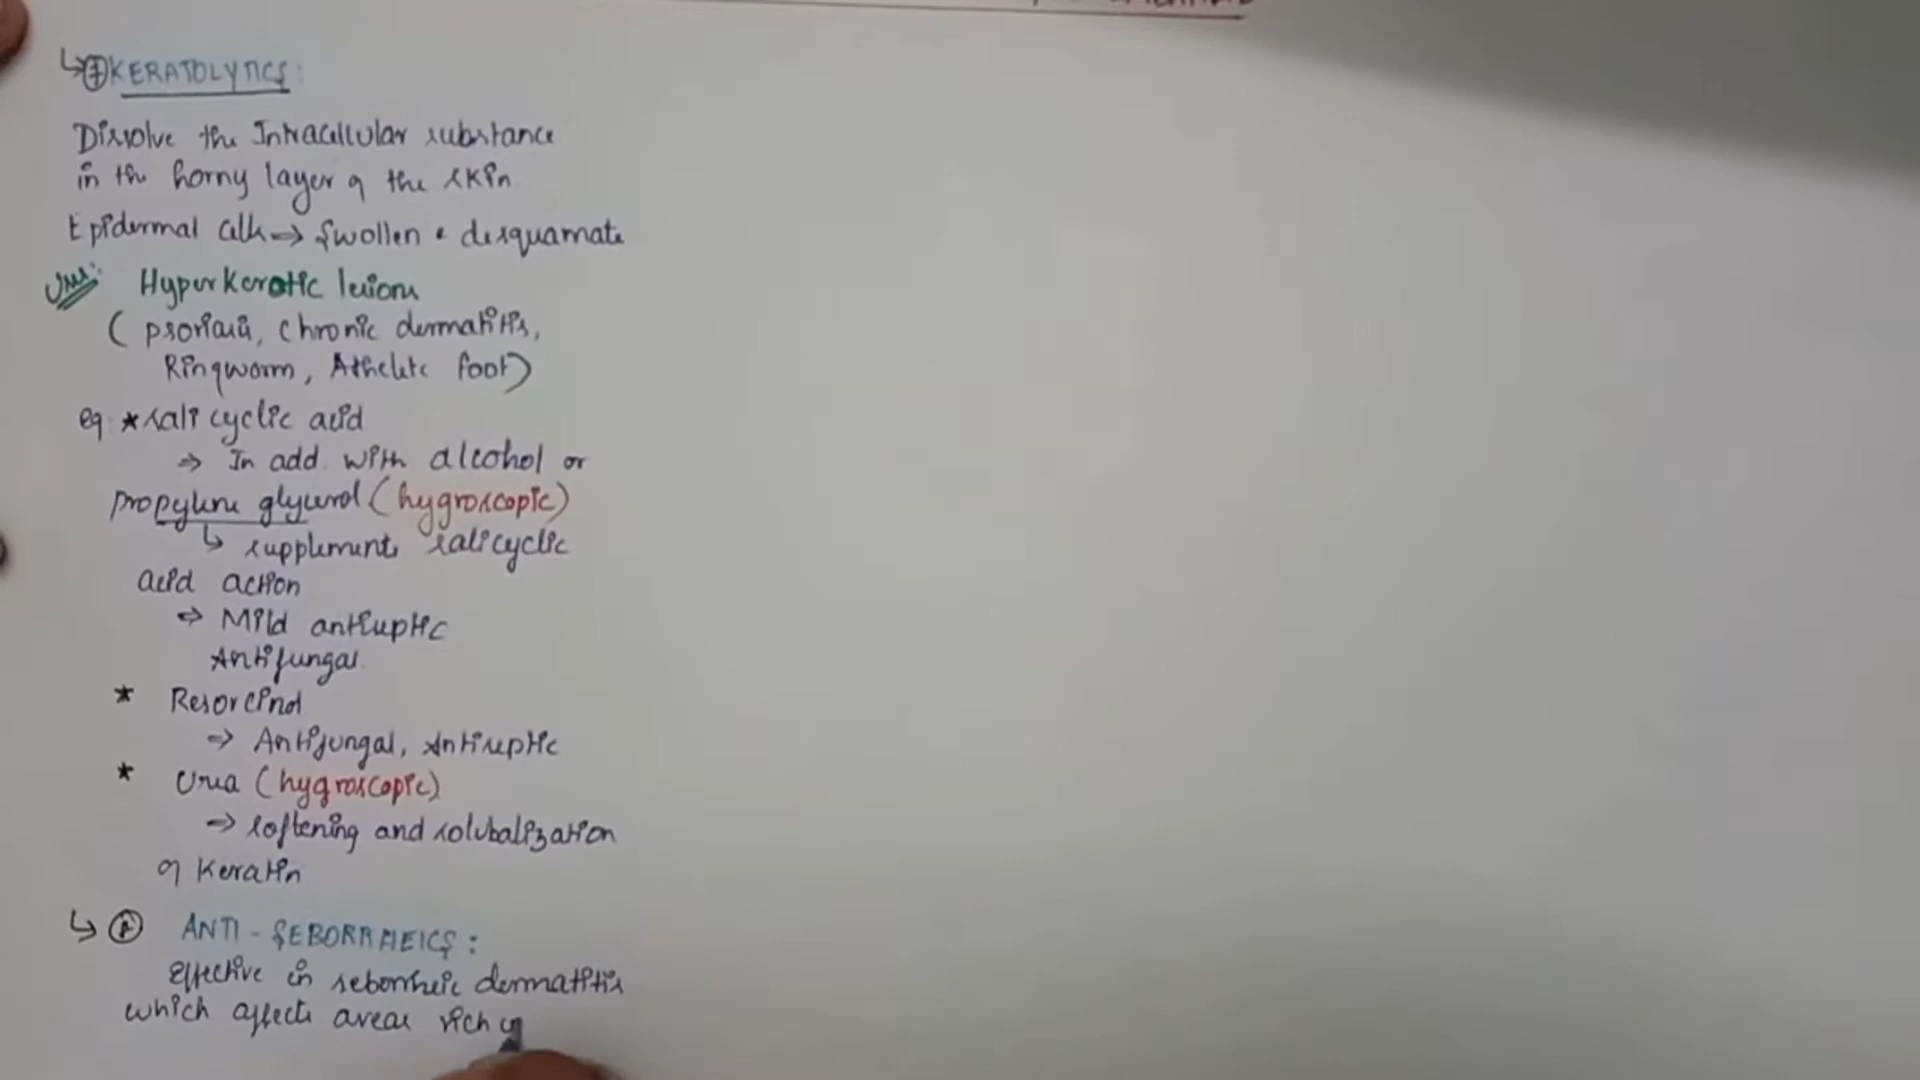 ↳ ⑦ KERATOLYTICS:
Dissolve the Intracellular substance
in the horny layer of the skin.
Epidermal cells ⇒ swollen & desquamate
Uses: Hyperkeratic lesions
( psoriasis, chronic dermatitis,
Ringworm, Athelete foot)
eg. * salicyclic acid
⇒ In add. with alcohol or
propylene glycerol (hygroscopic)
↳ supplements salicyclic
acid action
⇒ Mild antiseptic
Antifungal.
* Resorcinol
⇒ Antifungal, Antiseptic
* Urea (hygroscopic)
⇒ softening and solubalization
of Keratin
↳ ⑧ ANTI-SEBORRHEICS:
Effective in seborrheic dermatitis
which affects areas rich